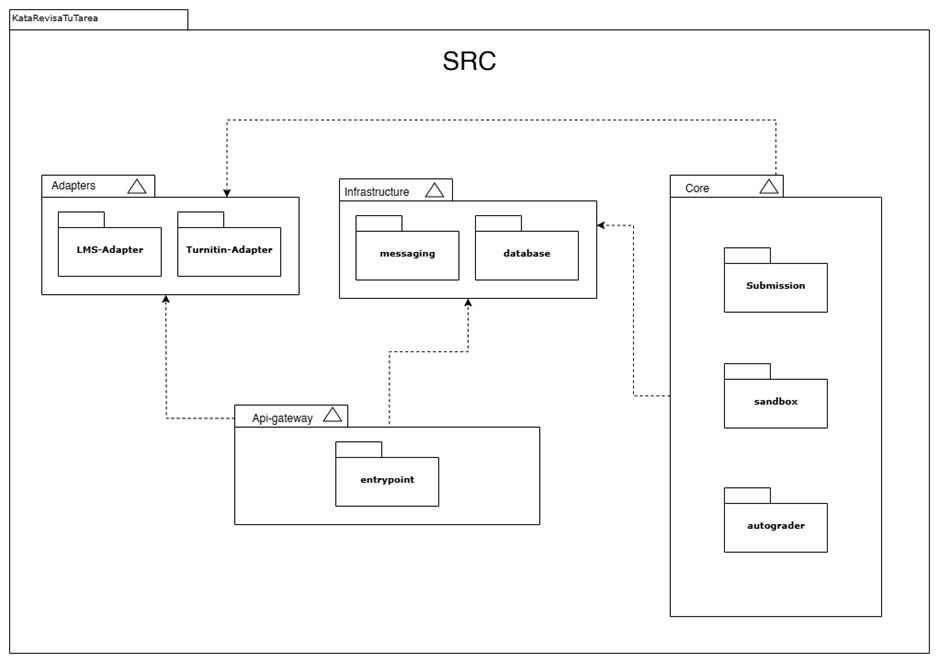 KataRevisaTuTarea
SRC
Adapters
LMS-Adapter
Turnitin-Adapter
Infrastructure
messaging
database
Core
Submission
sandbox
autograder
Api-gateway
entrypoint